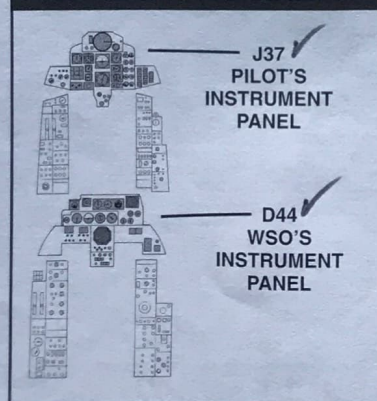 J37
PILOT'S
INSTRUMENT
PANEL
D44
WSO'S
INSTRUMENT
PANEL